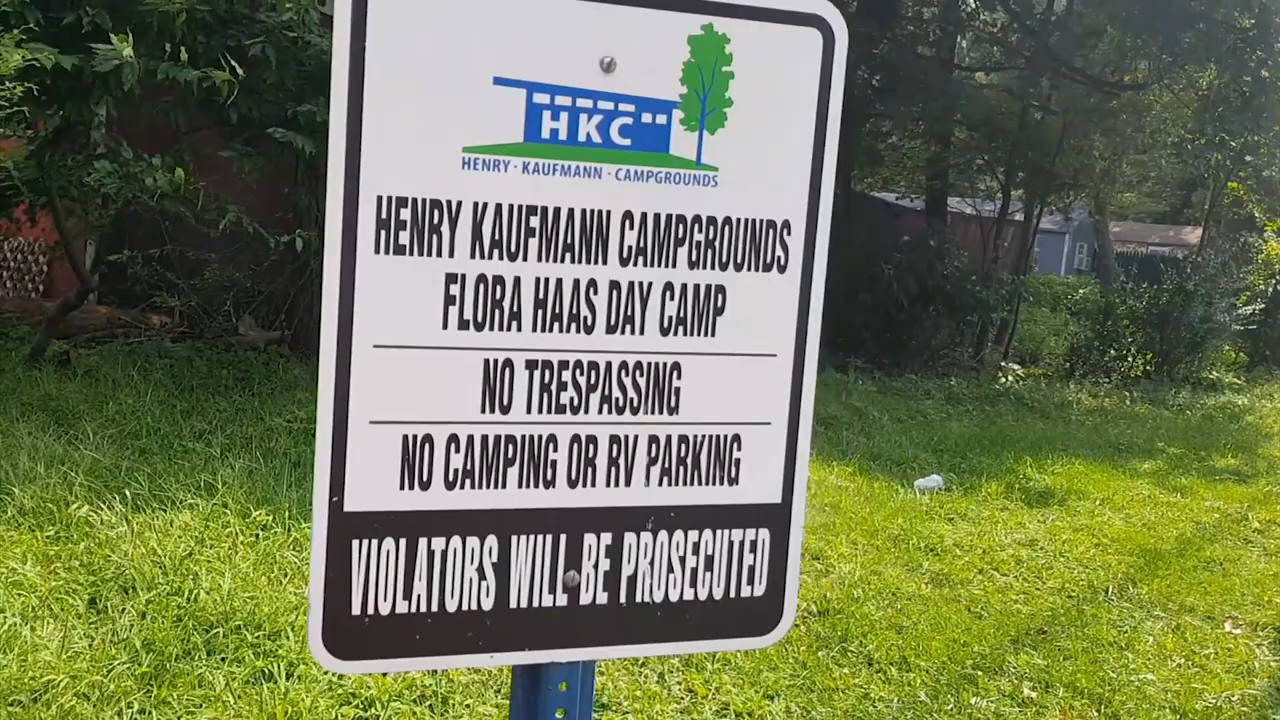 HKC
HENRY · KAUFMANN · CAMPGROUNDS
HENRY KAUFMANN CAMPGROUNDS
FLORA HAAS DAY CAMP
NO TRESPASSING
NO CAMPING OR RV PARKING
VIOLATORS WILL BE PROSECUTED